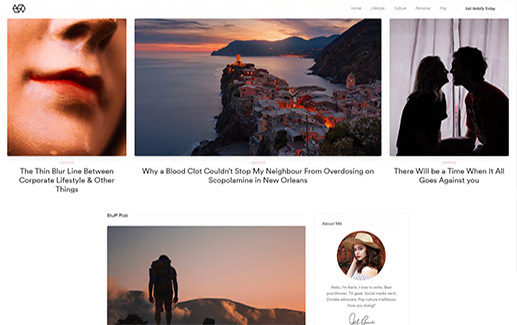 Home Lifestyle Culture Personal Play Get Webify Today
LIFESTYLE
The Thin Blur Line Between
Corporate Lifestyle & Other
Things
LIFESTYLE
Why a Blood Clot Couldn't Stop My Neighbour From Overdosing on
Scopolamine in New Orleans
LIFESTYLE
There will be a Time When It All
Goes Against you
Stuff Pick
About Me
Hello, I'm Karla. I love to write. Beer
practitioner. TV geek. Social media nerd.
Zombie advocate. Pop culture trailblazer.
How you doing?